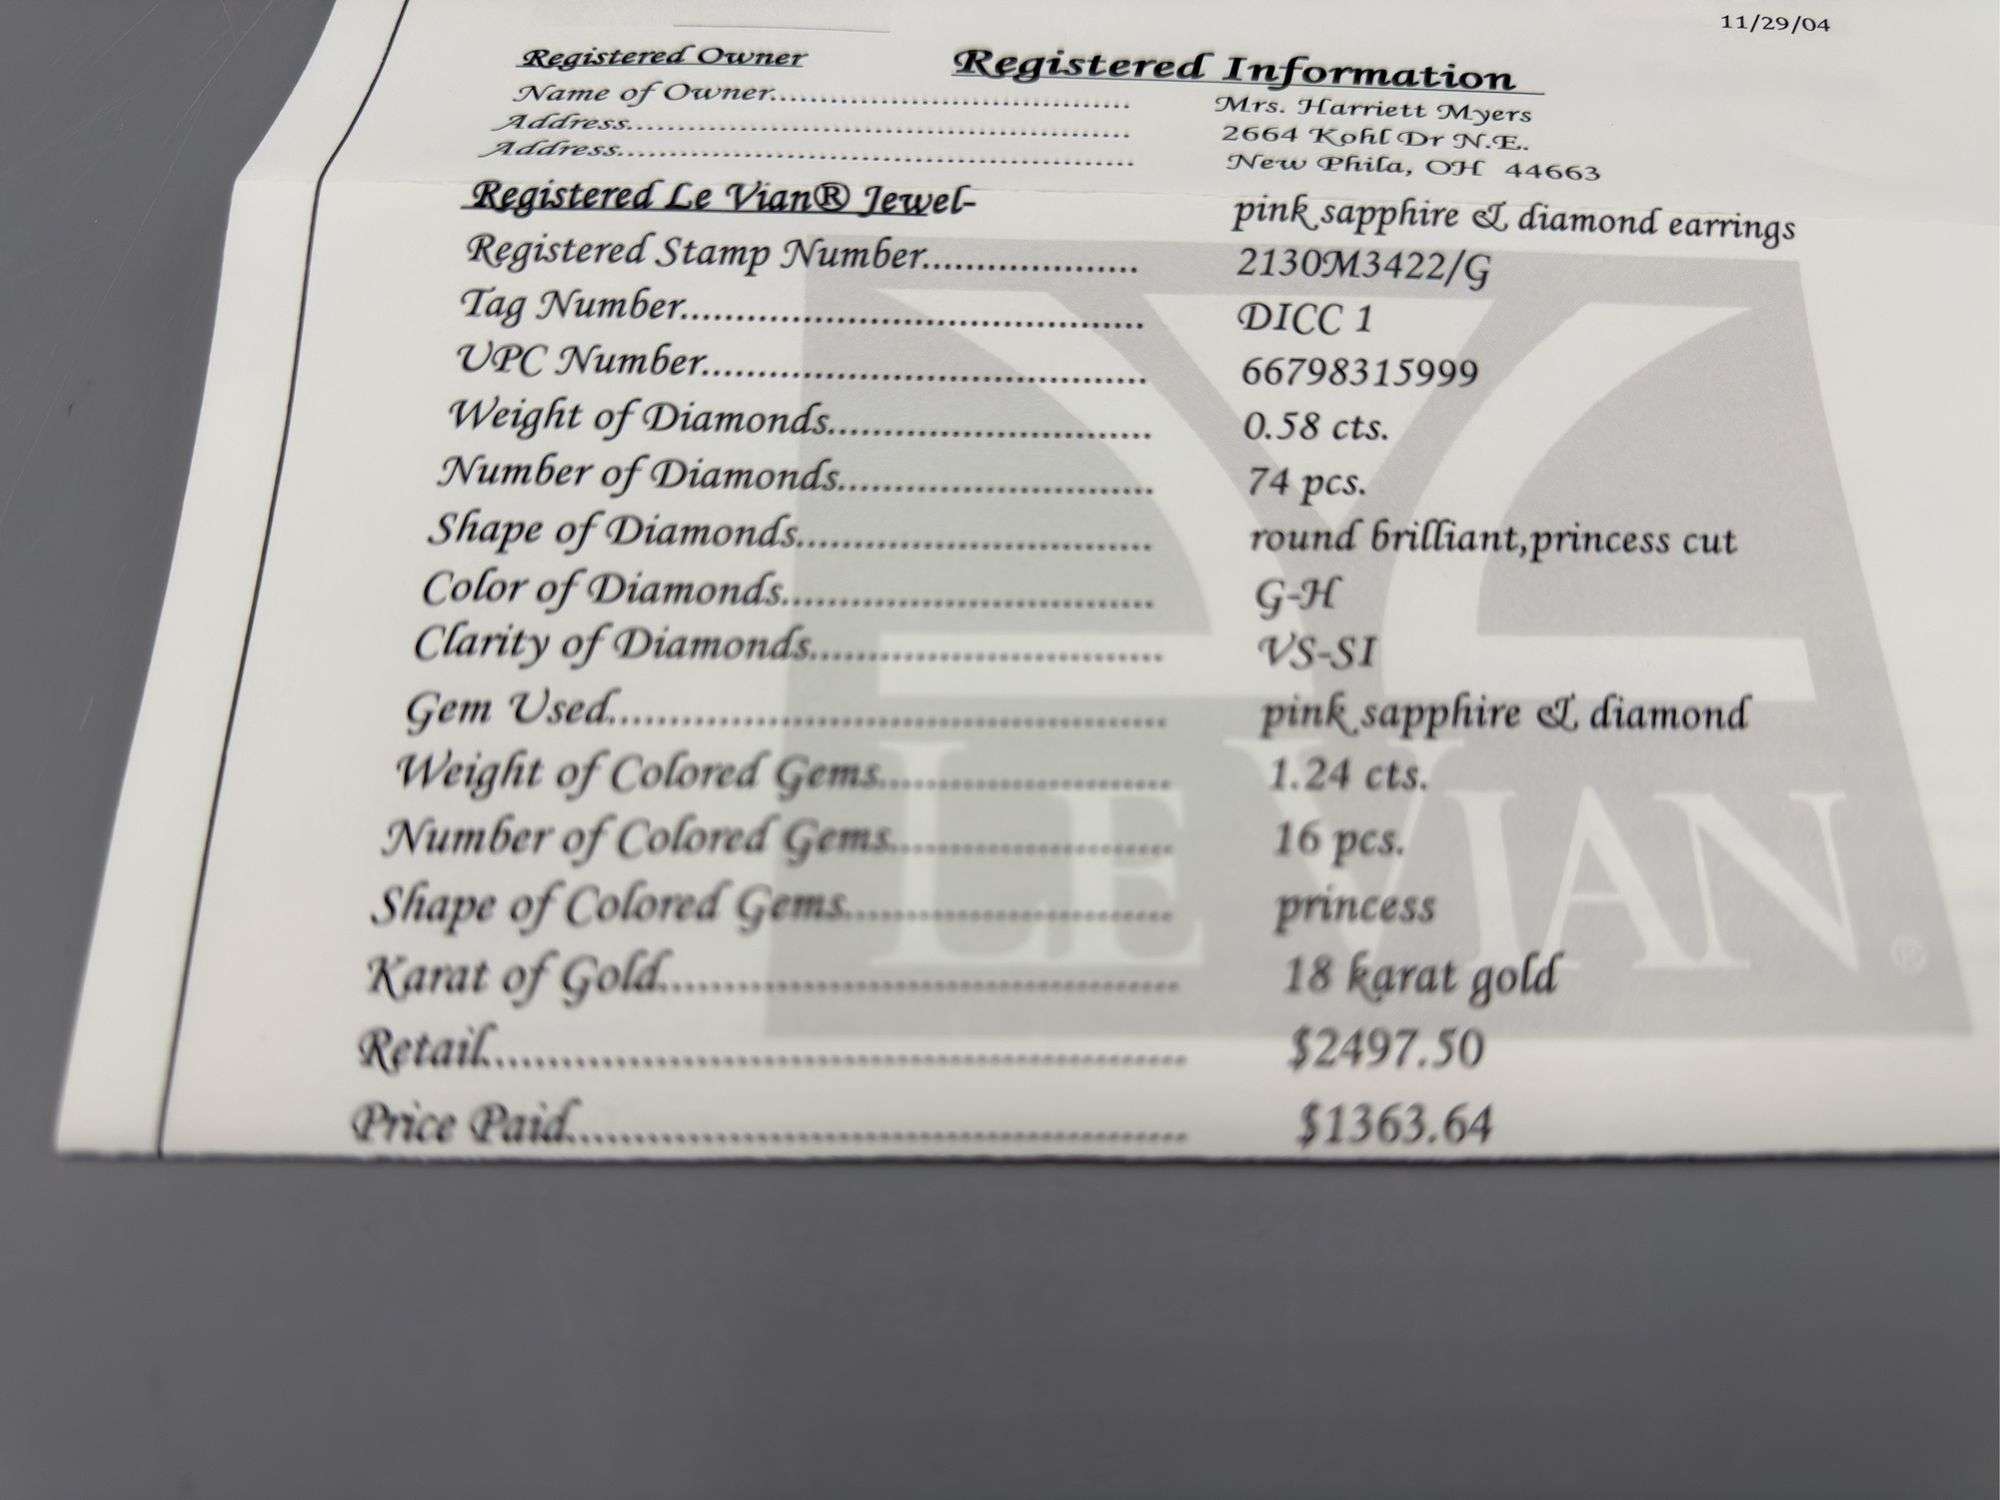 11/29/04
Registered Owner Registered Information
Name of Owner.................................... Mrs. Harriett Myers
Address.................................................. 2664 Kohl Dr N.E..
Address.................................................. New Phila, OH 44663
Registered Le Vian® Jewel- pink sapphire & diamond earrings
Registered Stamp Number.................... 2130M3422/G
Tag Number.......................................... DICC 1
UPC Number........................................ 66798315999
Weight of Diamonds............................. 0.58 cts.
Number of Diamonds............................ 74 pcs.
Shape of Diamonds................................ round brilliant,princess cut
Color of Diamonds.................................. G-H
Clarity of Diamonds................................ VS-SI
Gem Used................................................... pink sapphire & diamond
Weight of Colored Gems.......................... 1.24 cts.
Number of Colored Gems......................... 16 pcs.
Shape of Colored Gems............................. princess
Karat of Gold.............................................. 18 karat gold
Retail............................................................ $2497.50
Price Paid..................................................... $1363.64
LE VIAN®